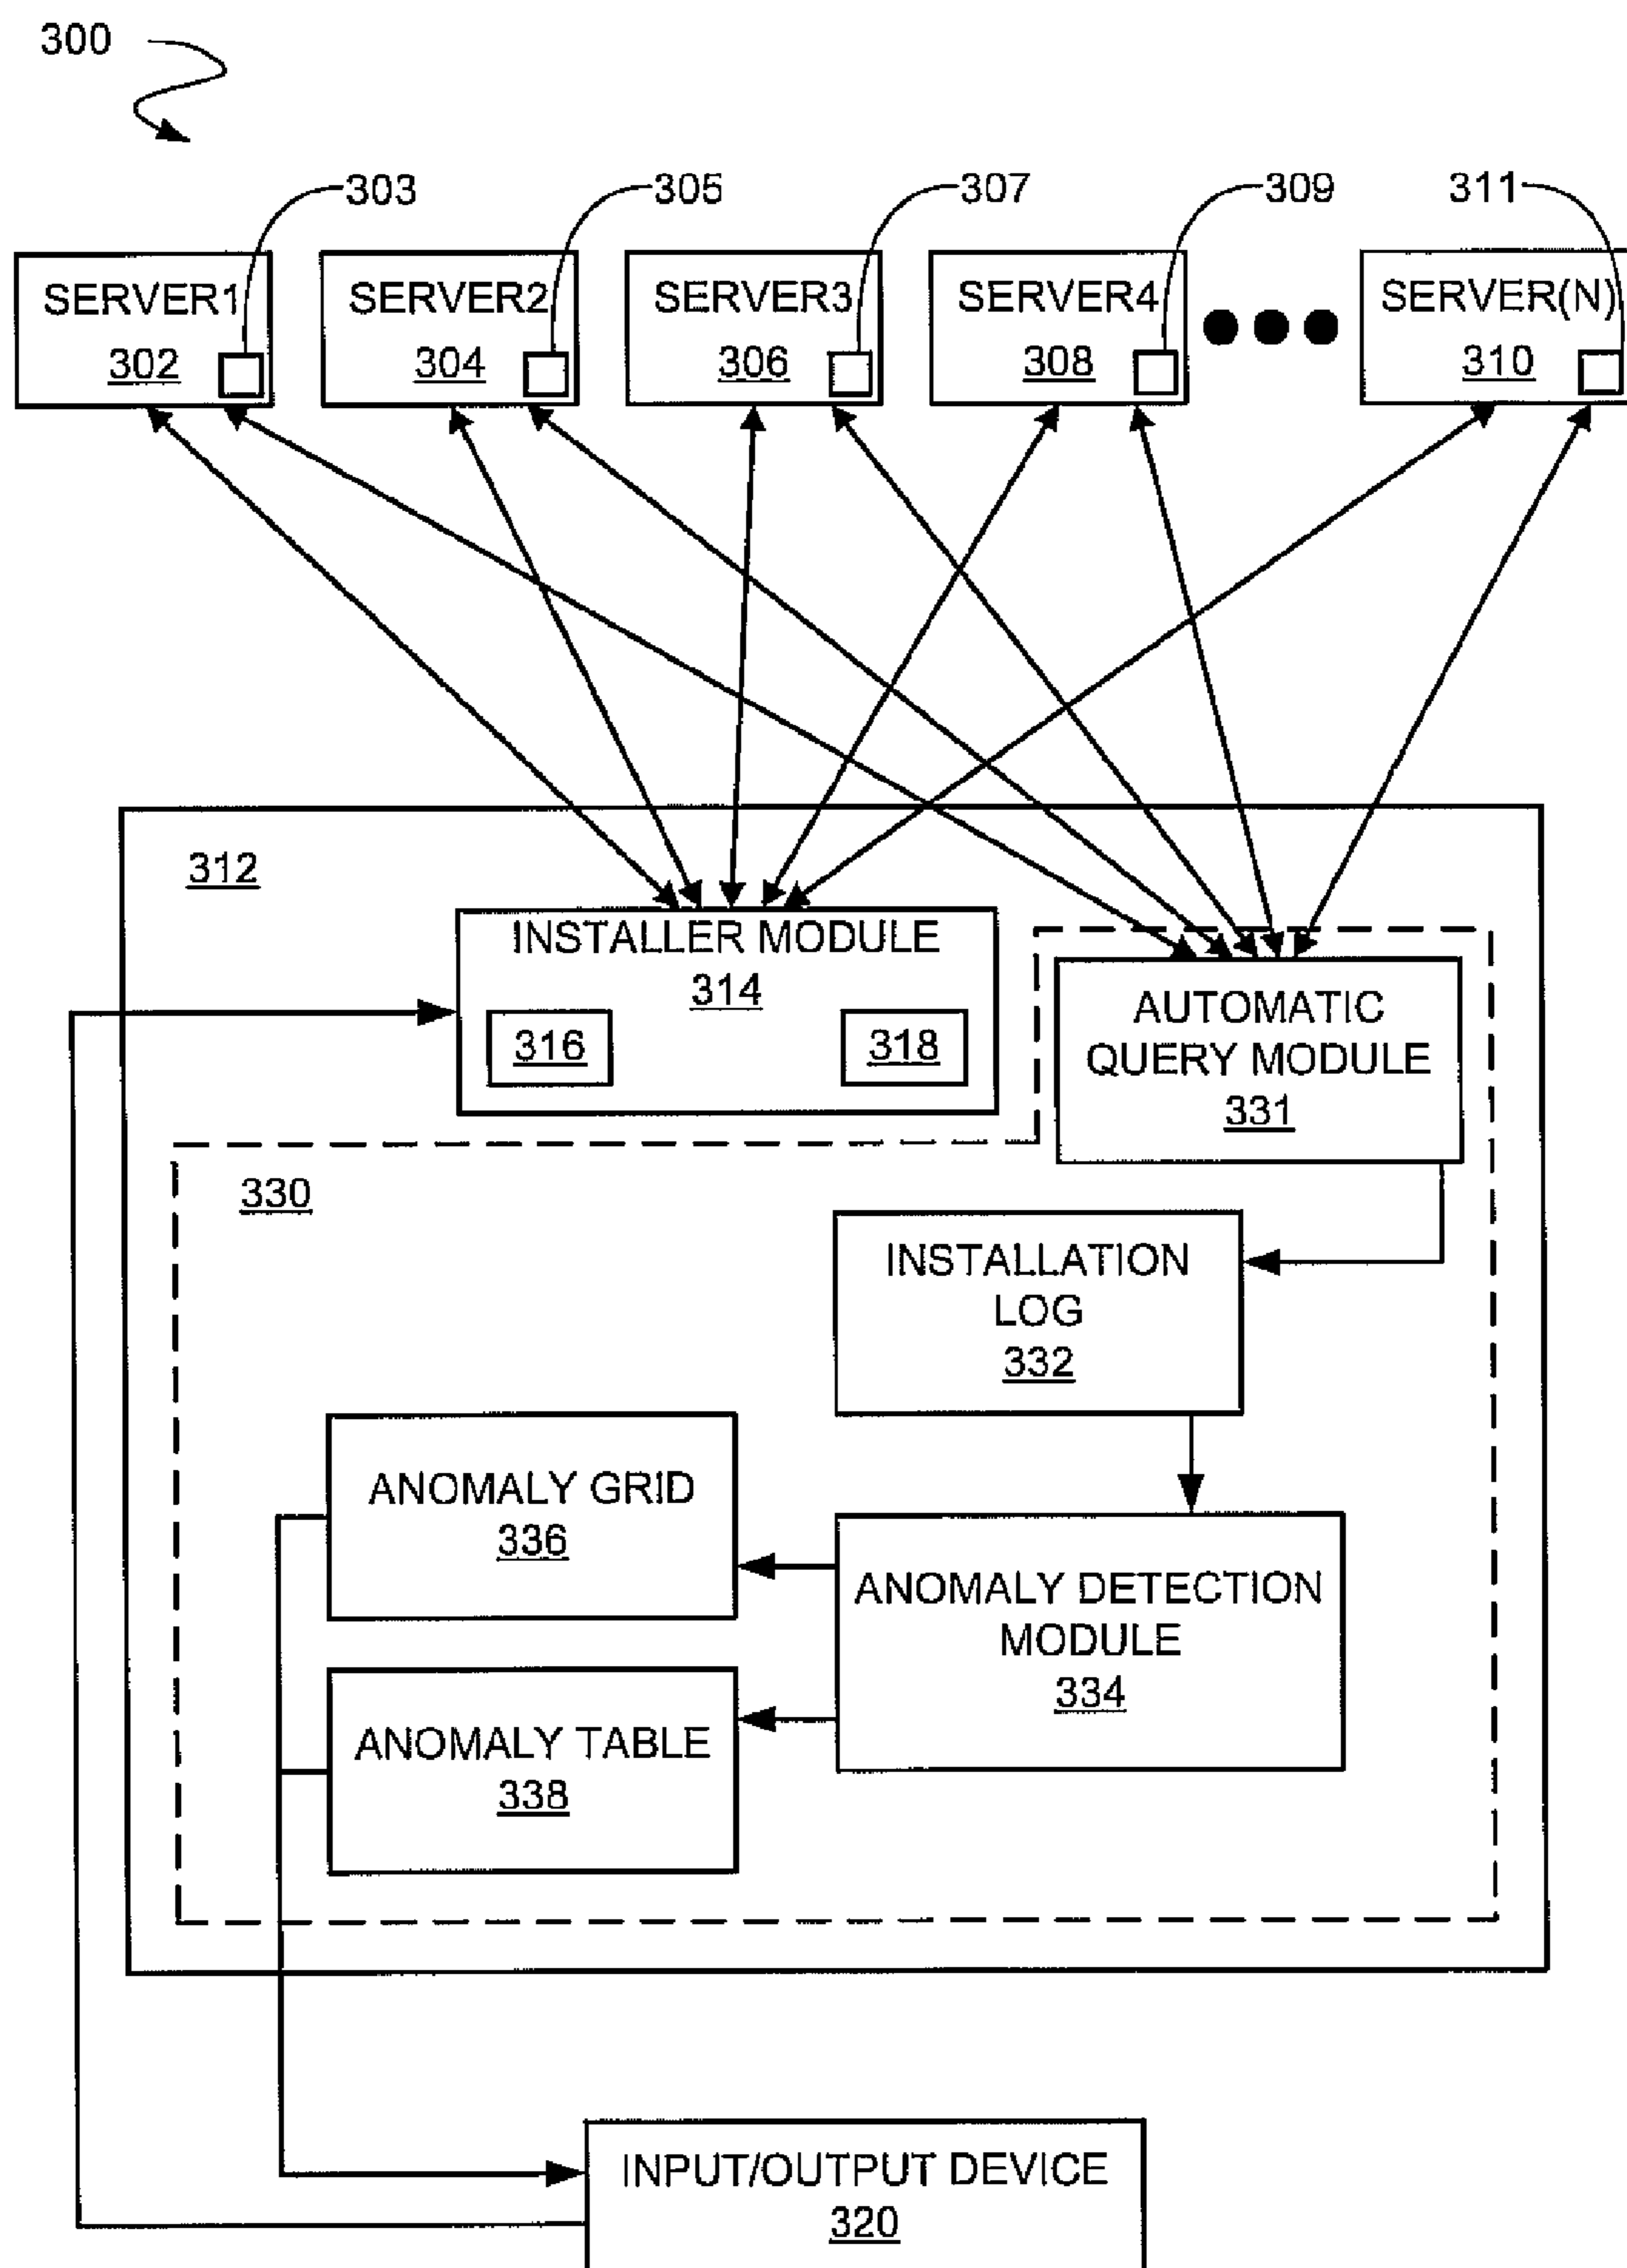 300
303
305
307
309
311
SERVER1
302
SERVER2
304
SERVER3
306
SERVER4
308
SERVER(N)
310
312
INSTALLER MODULE
314
316
318
AUTOMATIC
QUERY MODULE
331
330
INSTALLATION
LOG
332
ANOMALY GRID
336
ANOMALY DETECTION
MODULE
334
ANOMALY TABLE
338
INPUT/OUTPUT DEVICE
320